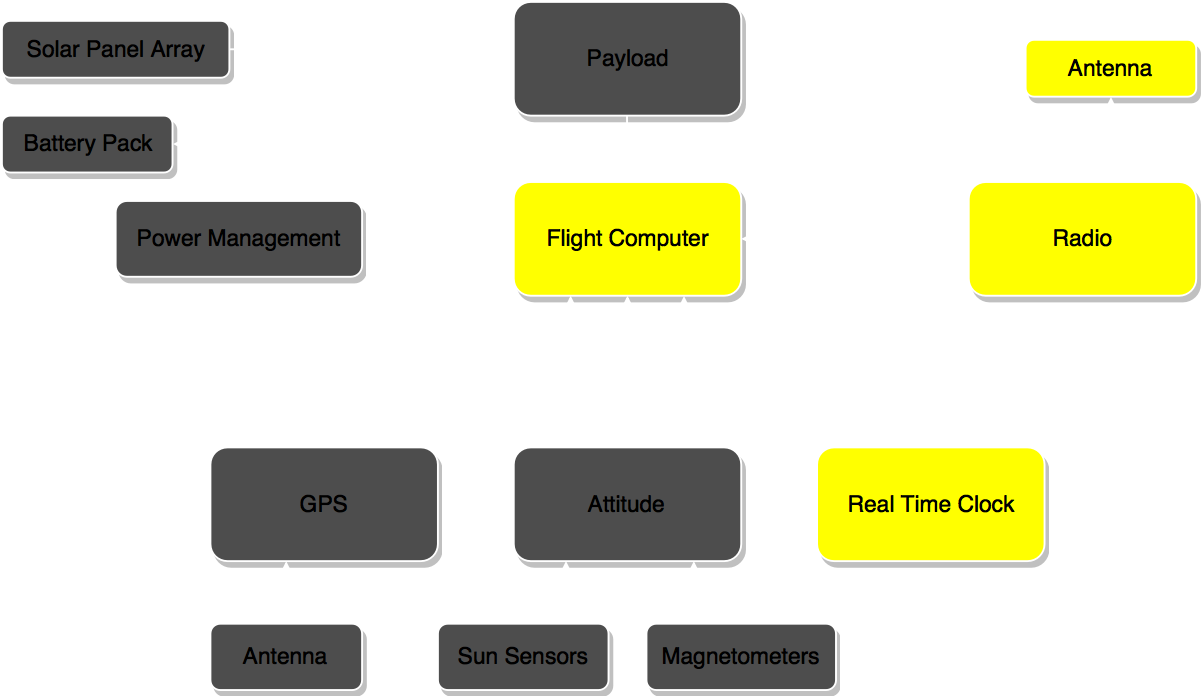 Solar Panel Array
Payload
Antenna
Battery Pack
Power Management
Flight Computer
Radio
GPS
Attitude
Real Time Clock
Antenna
Sun Sensors
Magnetometers